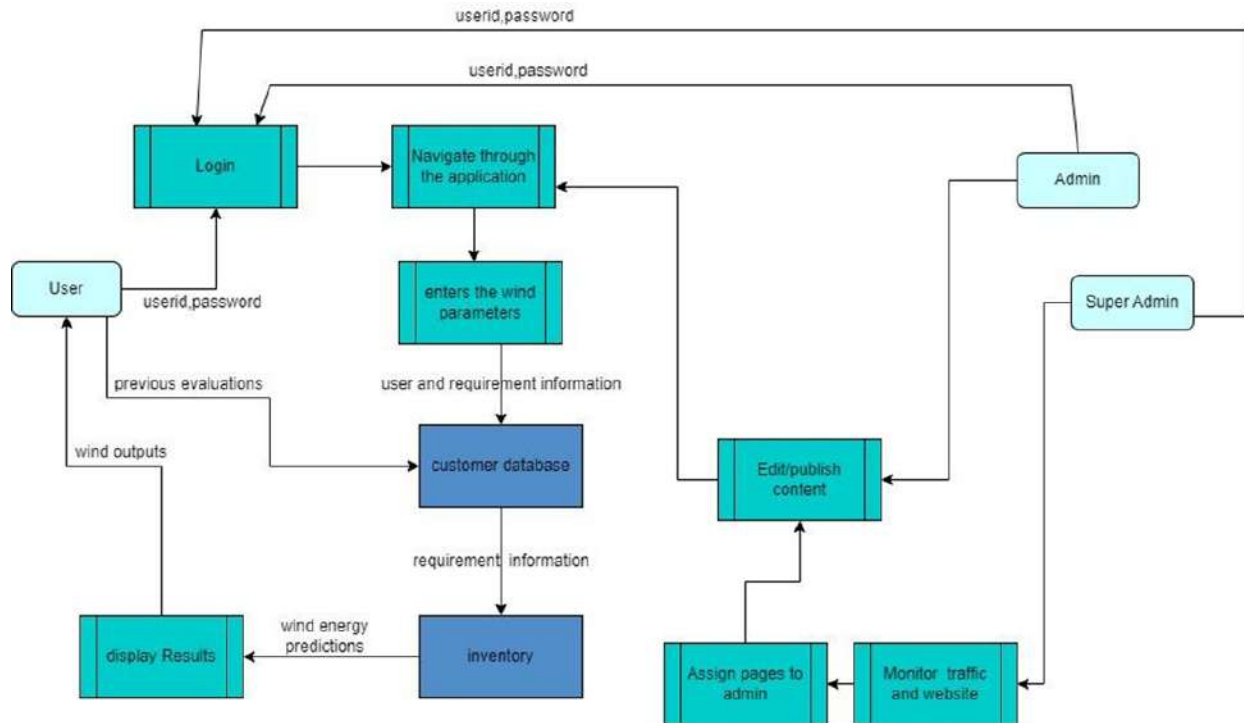 userid,password
userid,password
Login
Navigate through
the application
Admin
User
userid,password
enters the wind
parameters
Super Admin
previous evaluations
user and requirement information
wind outputs
customer database
Edit/publish
content
requirement information
wind energy
predictions
display Results
inventory
Assign pages to
admin
Monitor traffic
and website